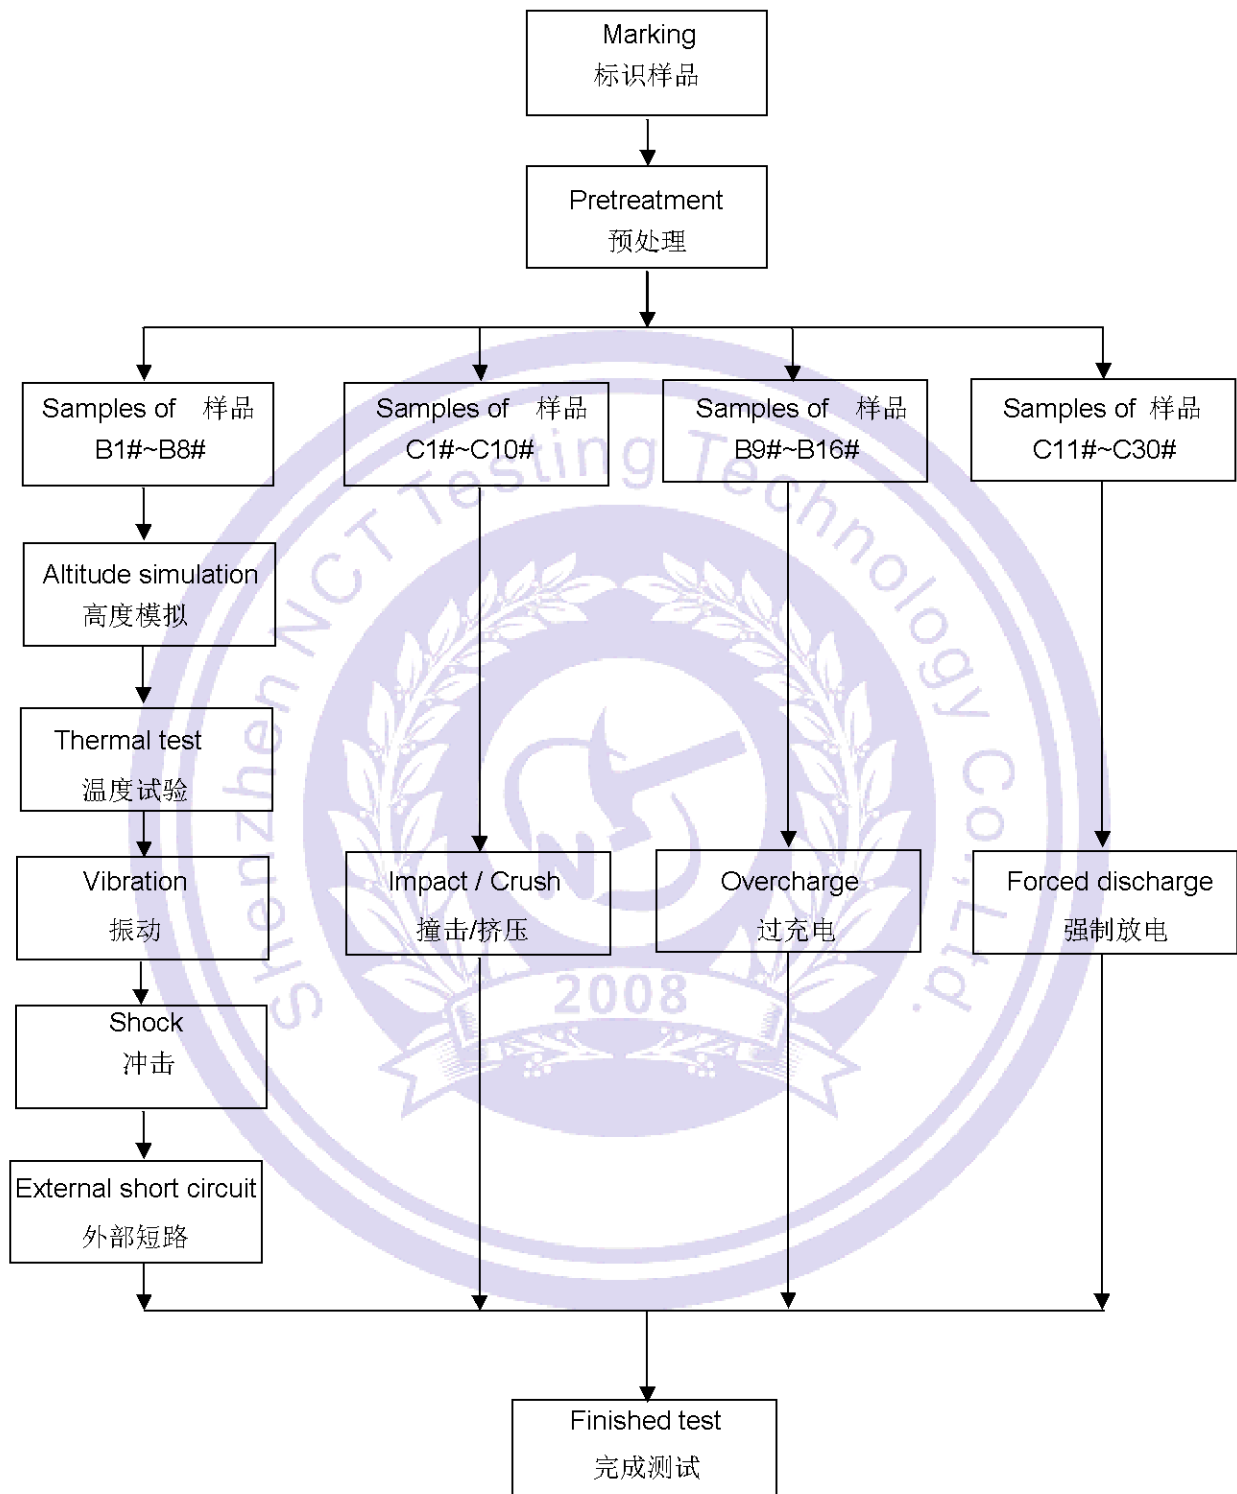 Marking
标识样品
Pretreatment
预处理
Samples of 样品
B1#~B8#
Samples of 样品
C1#~C10#
Samples of 样品
B9#~B16#
Samples of 样品
C11#~C30#
Altitude simulation
高度模拟
Thermal test
温度试验
Vibration
振动
Impact / Crush
撞击/挤压
Overcharge
过充电
Forced discharge
强制放电
Shock
冲击
External short circuit
外部短路
Finished test
完成测试
Shenzhen NCT Testing Technology Co.,Ltd.
N
2008